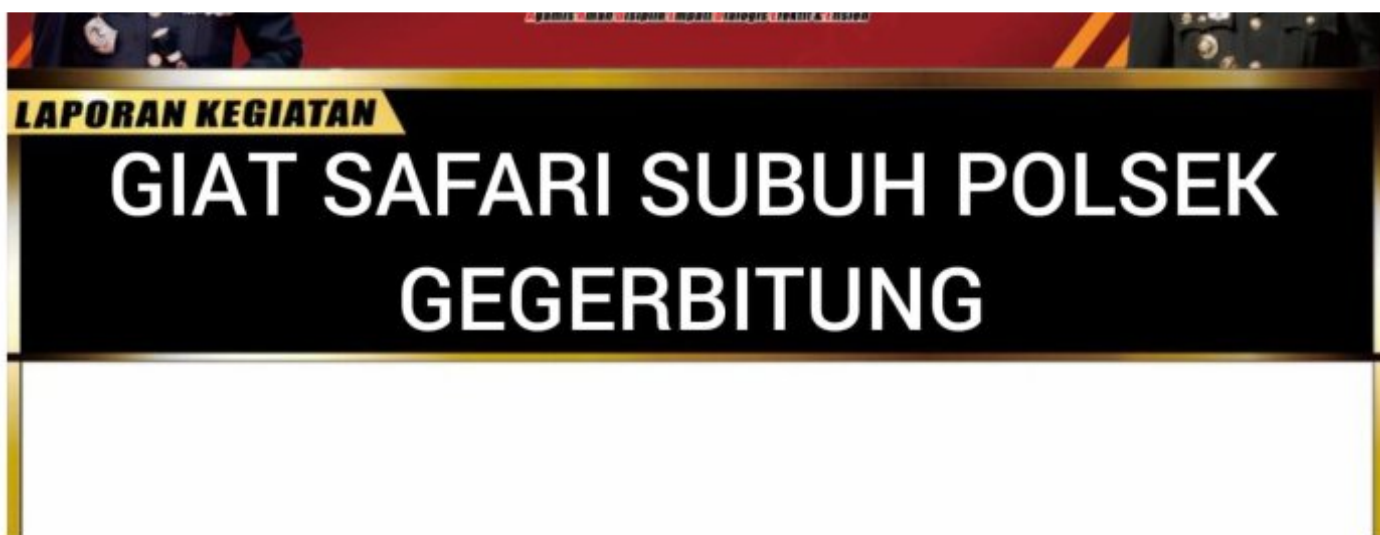 LAPORAN KEGIATAN
GIAT SAFARI SUBUH POLSEK
GEGERBITUNG